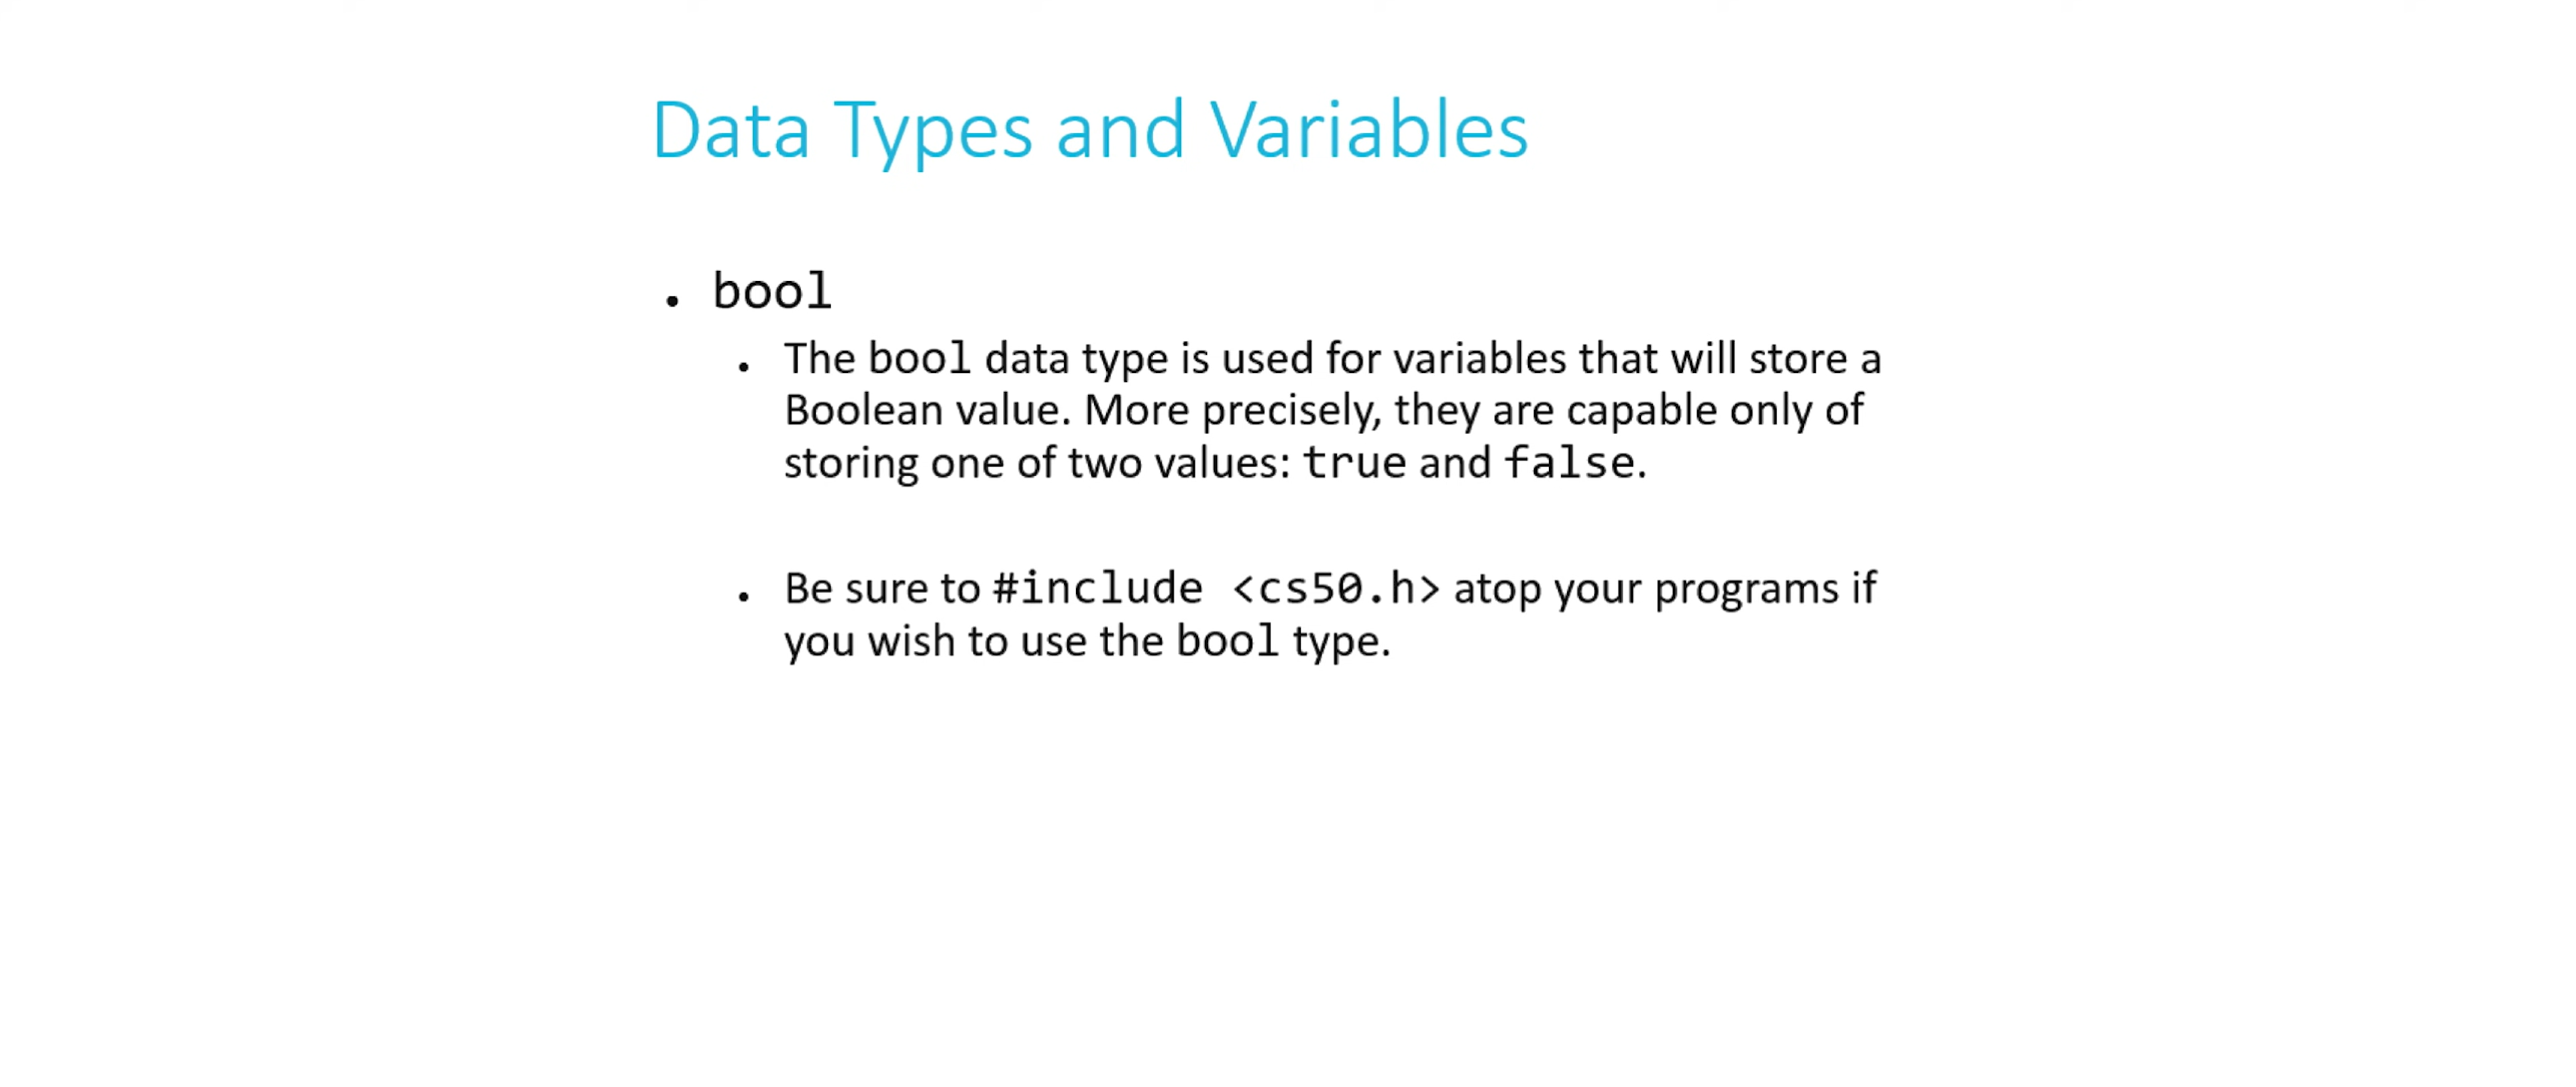 Data Types and Variables
• bool
• The bool data type is used for variables that will store a
Boolean value. More precisely, they are capable only of
storing one of two values: true and false.
• Be sure to #include <cs50.h> atop your programs if
you wish to use the bool type.